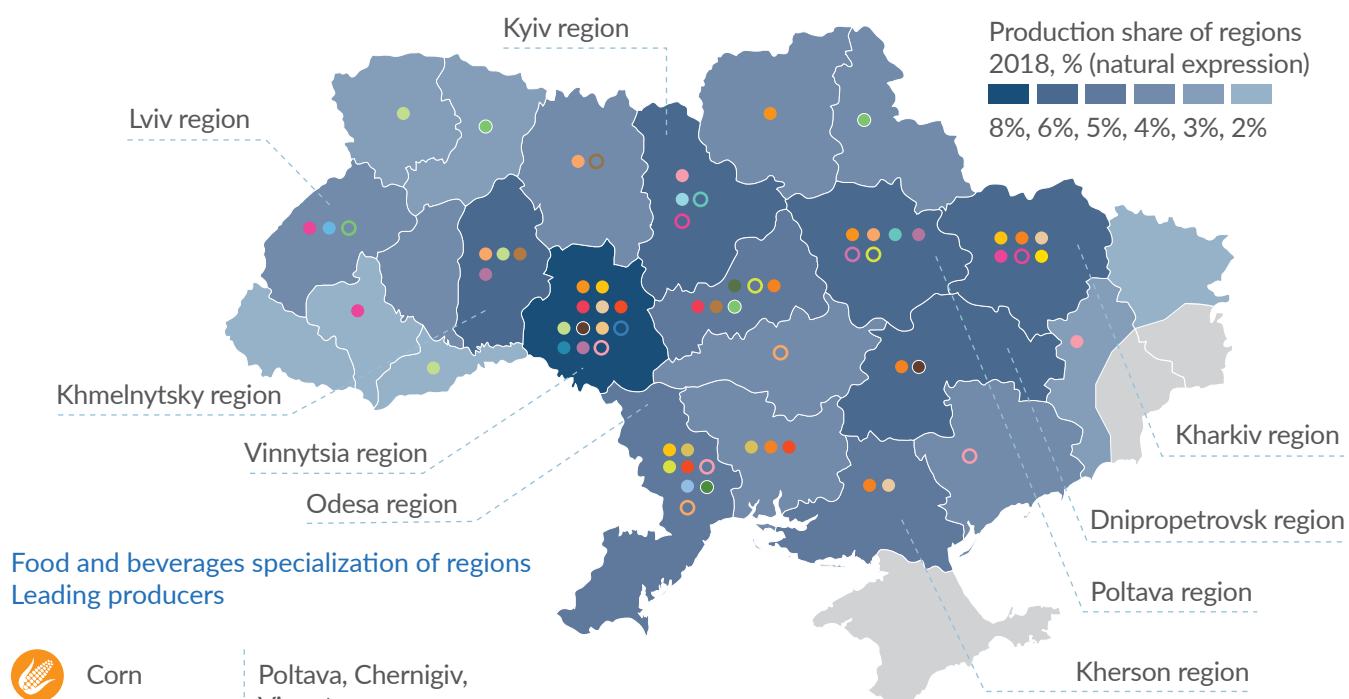 Kyiv region
Production share of regions
2018, % (natural expression)
8%, 6%, 5%, 4%, 3%, 2%
Lviv region
Khmelnytsky region
Vinnytsia region
Odesa region
Kharkiv region
Dnipropetrovsk region
Poltava region
Kherson region
Food and beverages specialization of regions
Leading producers
Corn
Poltava, Chernigiv,